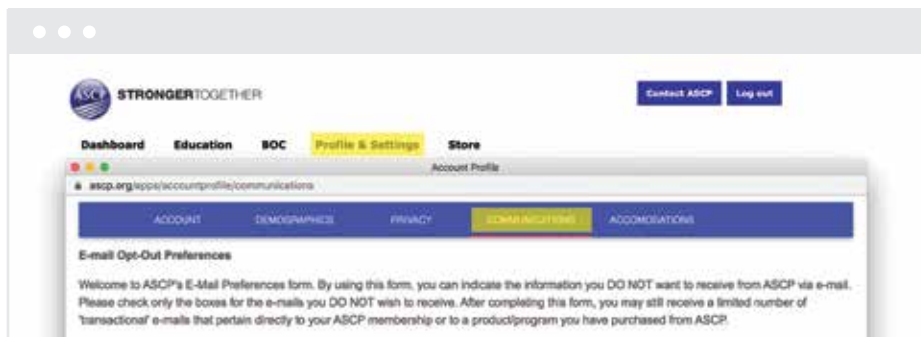 ASCP STRONGERTOGETHER
Contact ASCP Log out
Dashboard Education BOC Profile & Settings Store
Account Profile
ascp.org/apps/accountprofile/communications
ACCOUNT DEMOGRAPHICS PRIVACY COMMUNICATIONS ACCOMODATIONS
E-mail Opt-Out Preferences
Welcome to ASCP's E-Mail Preferences form. By using this form, you can indicate the information you DO NOT want to receive from ASCP via e-mail.
Please check only the boxes for the e-mails you DO NOT wish to receive. After completing this form, you may still receive a limited number of
'transactional' e-mails that pertain directly to your ASCP membership or to a product/program you have purchased from ASCP.